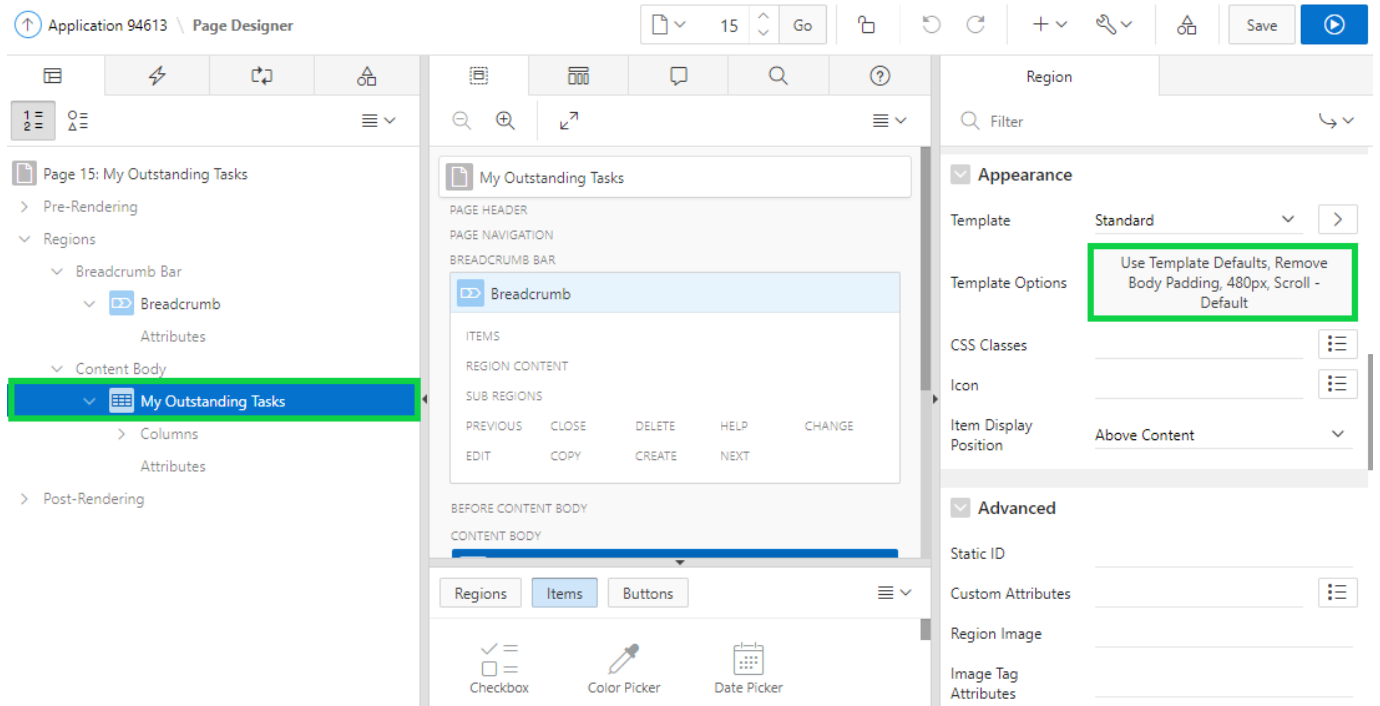 Application 94613 \ Page Designer
15
Go
Save
1
2
Page 15: My Outstanding Tasks
Pre-Rendering
Regions
Breadcrumb Bar
Breadcrumb
Attributes
Content Body
My Outstanding Tasks
Columns
Attributes
Post-Rendering
My Outstanding Tasks
PAGE HEADER
PAGE NAVIGATION
BREADCRUMB BAR
Breadcrumb
ITEMS
REGION CONTENT
SUB REGIONS
PREVIOUS CLOSE DELETE HELP CHANGE
EDIT COPY CREATE NEXT
BEFORE CONTENT BODY
CONTENT BODY
Regions
Items
Buttons
Checkbox
Color Picker
Date Picker
Region
Filter
Appearance
Template
Standard
Template Options
Use Template Defaults, Remove
Body Padding, 480px, Scroll -
Default
CSS Classes
Icon
Item Display
Position
Above Content
Advanced
Static ID
Custom Attributes
Region Image
Image Tag
Attributes